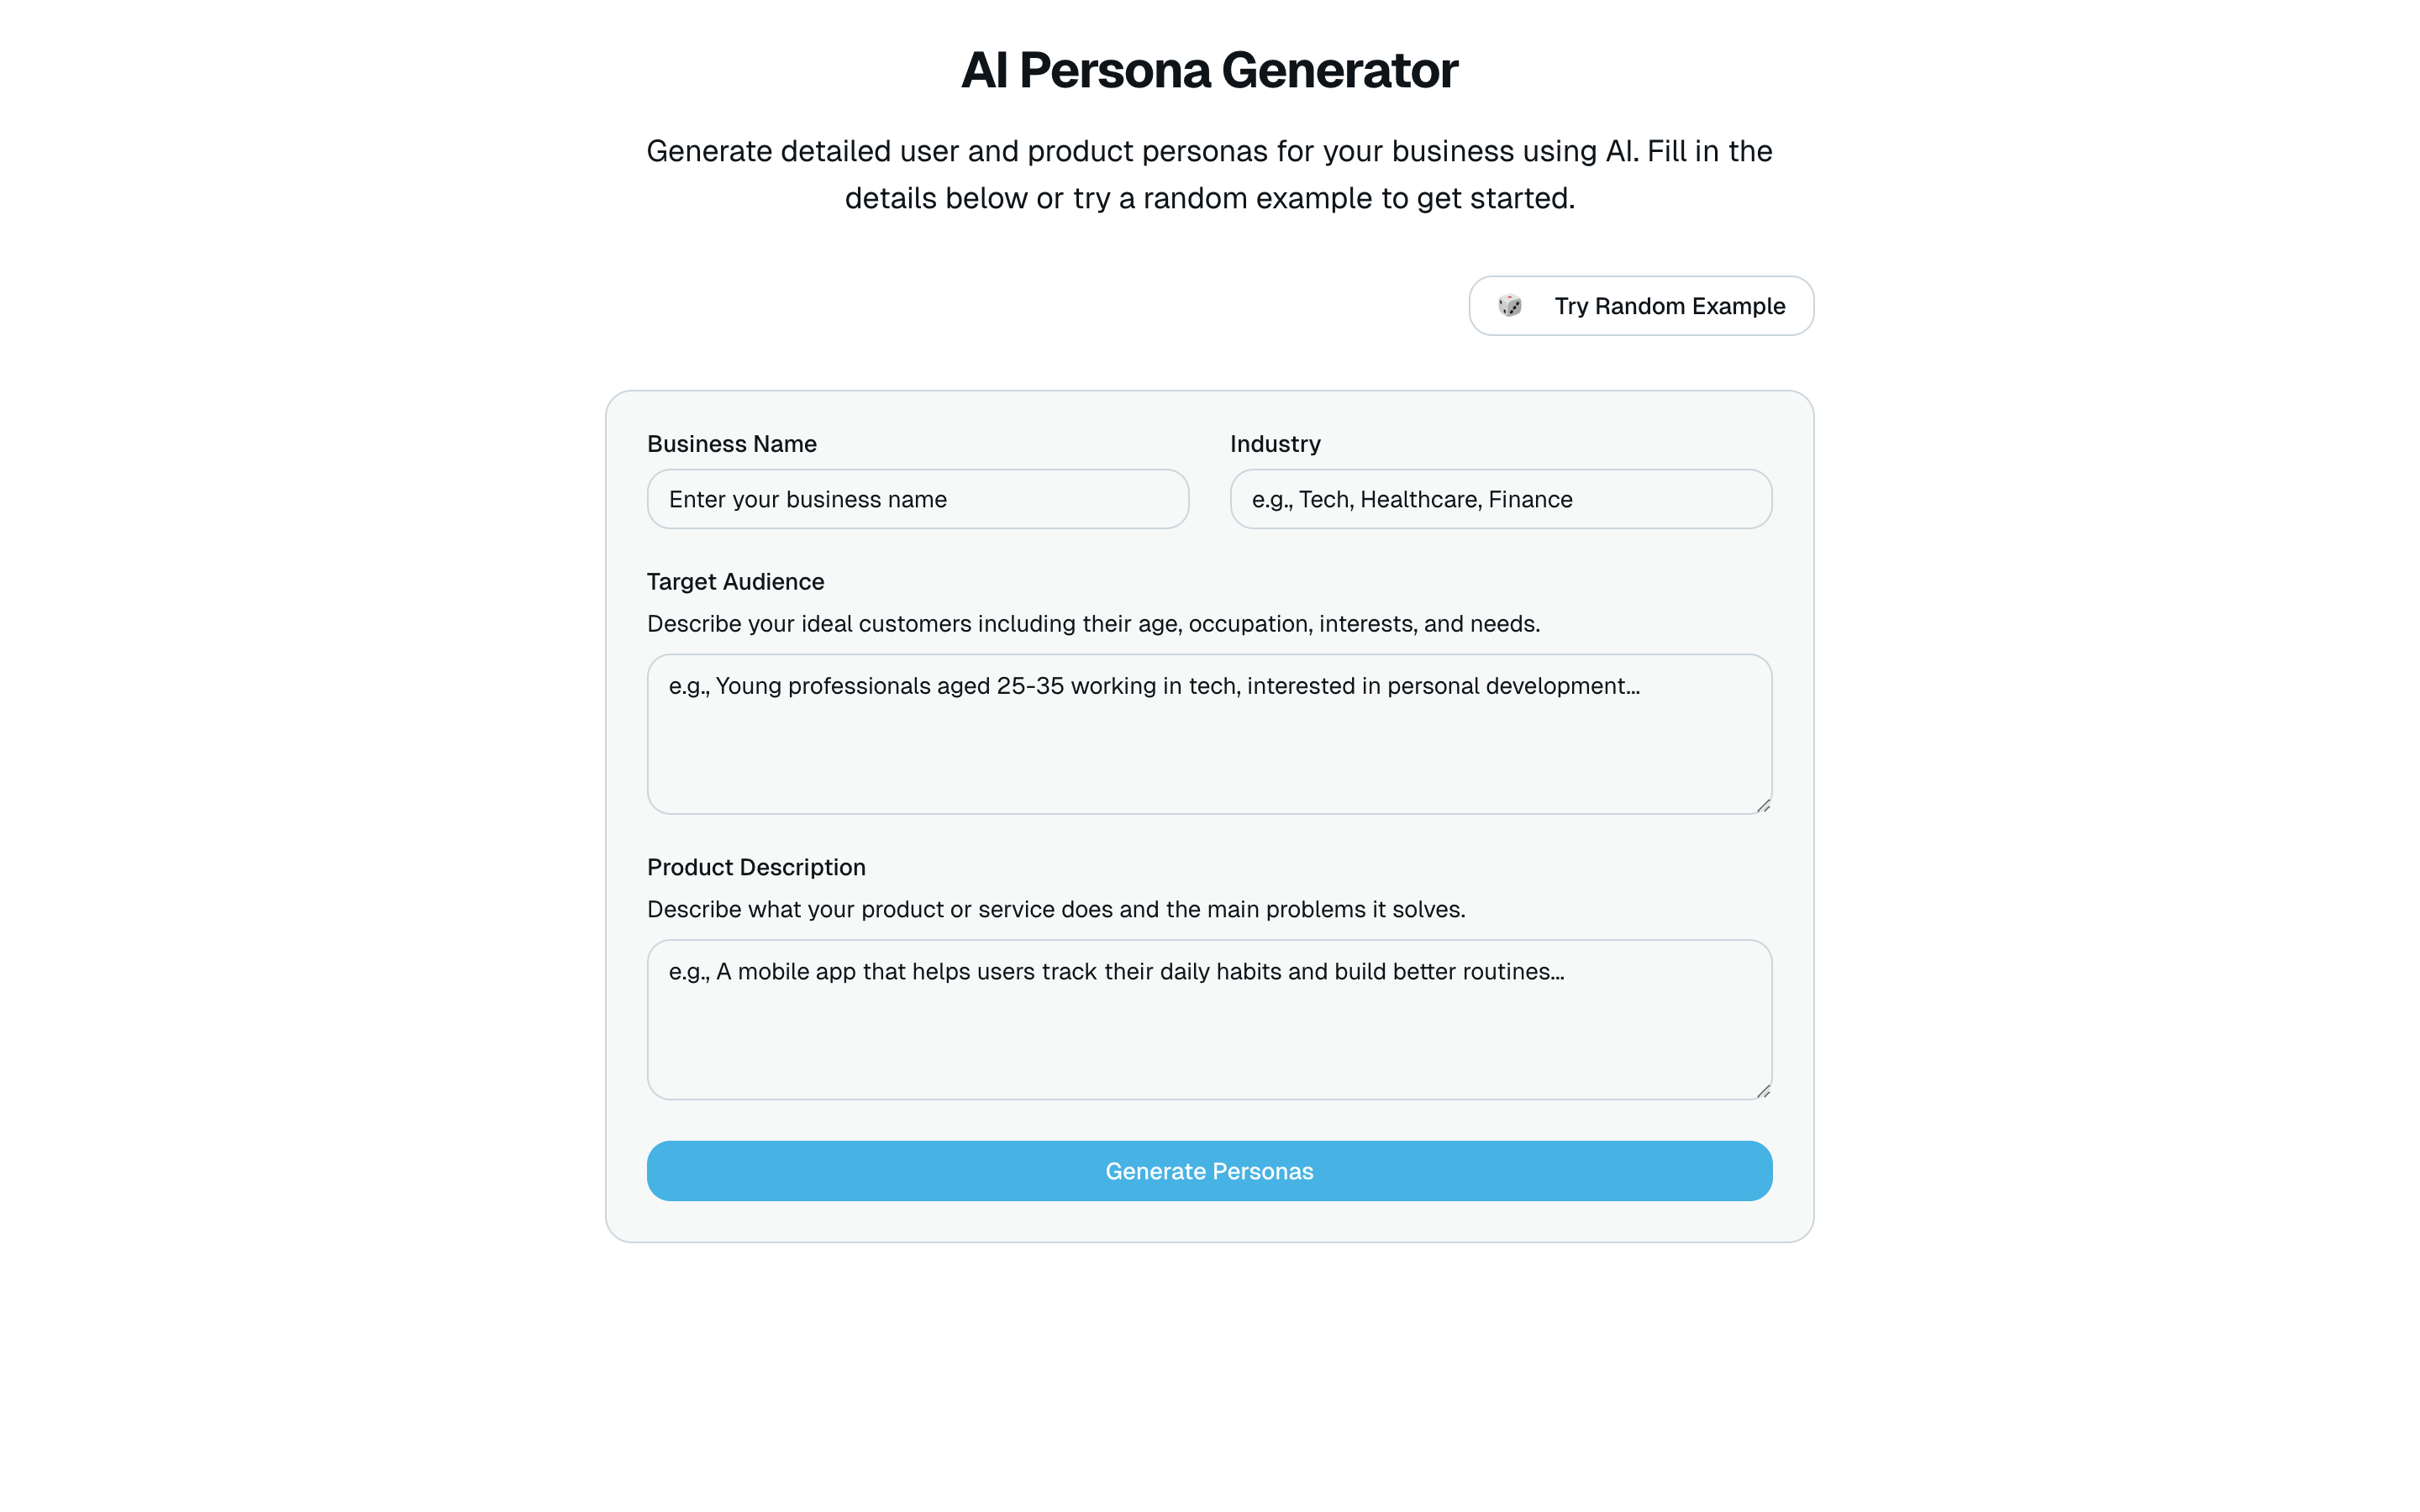 AI Persona Generator
Generate detailed user and product personas for your business using AI. Fill in the
details below or try a random example to get started.
Try Random Example
Business Name
Enter your business name
Industry
e.g., Tech, Healthcare, Finance
Target Audience
Describe your ideal customers including their age, occupation, interests, and needs.
e.g., Young professionals aged 25-35 working in tech, interested in personal development...
Product Description
Describe what your product or service does and the main problems it solves.
e.g., A mobile app that helps users track their daily habits and build better routines...
Generate Personas